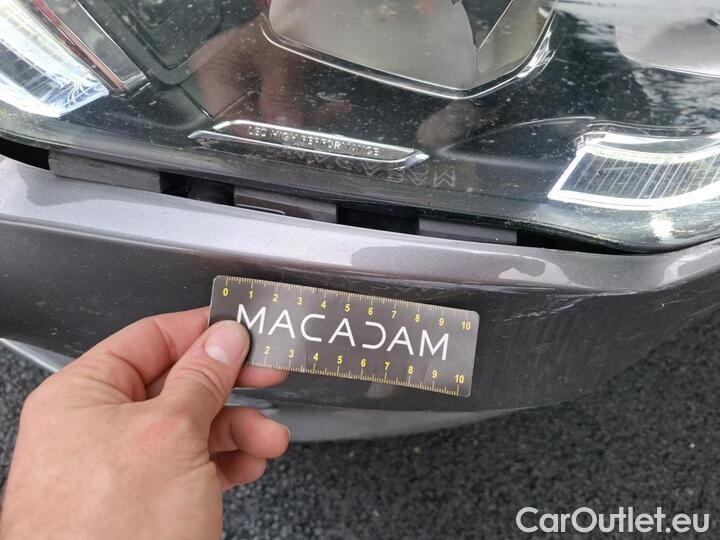 LED HIGH PERFORMANCE
0 1 2 3 4 5 6 7 8 9 10
MACADAM
2 3 4 5 6 7 8 9 10
CarOutlet.eu